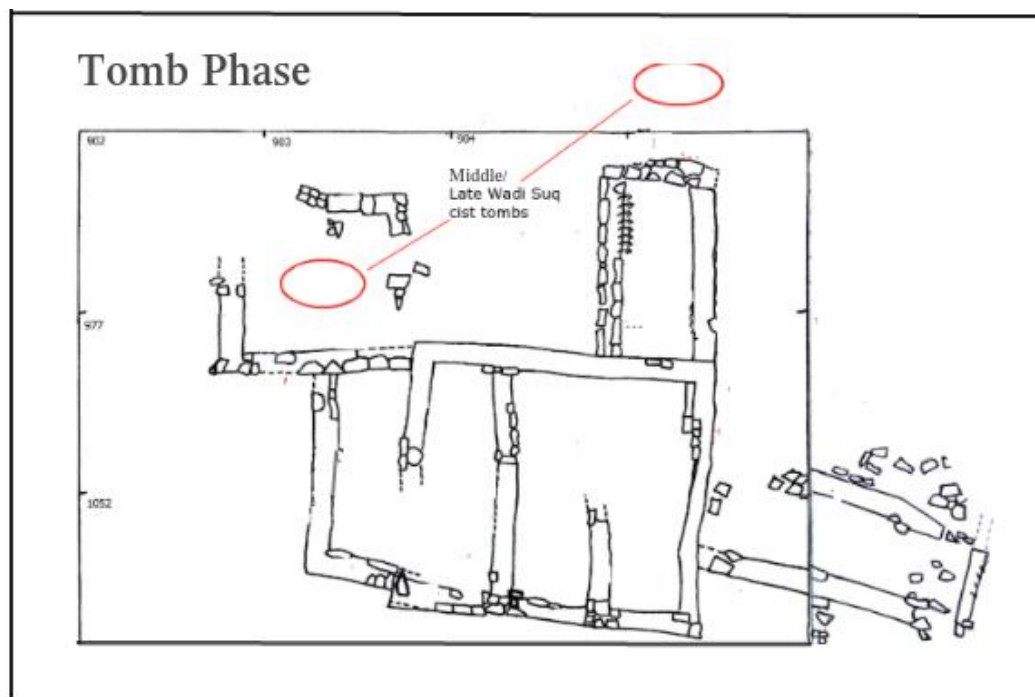 Tomb Phase
902
903
904
Middle/
Late Wadi Suq
cist tombs
977
1052